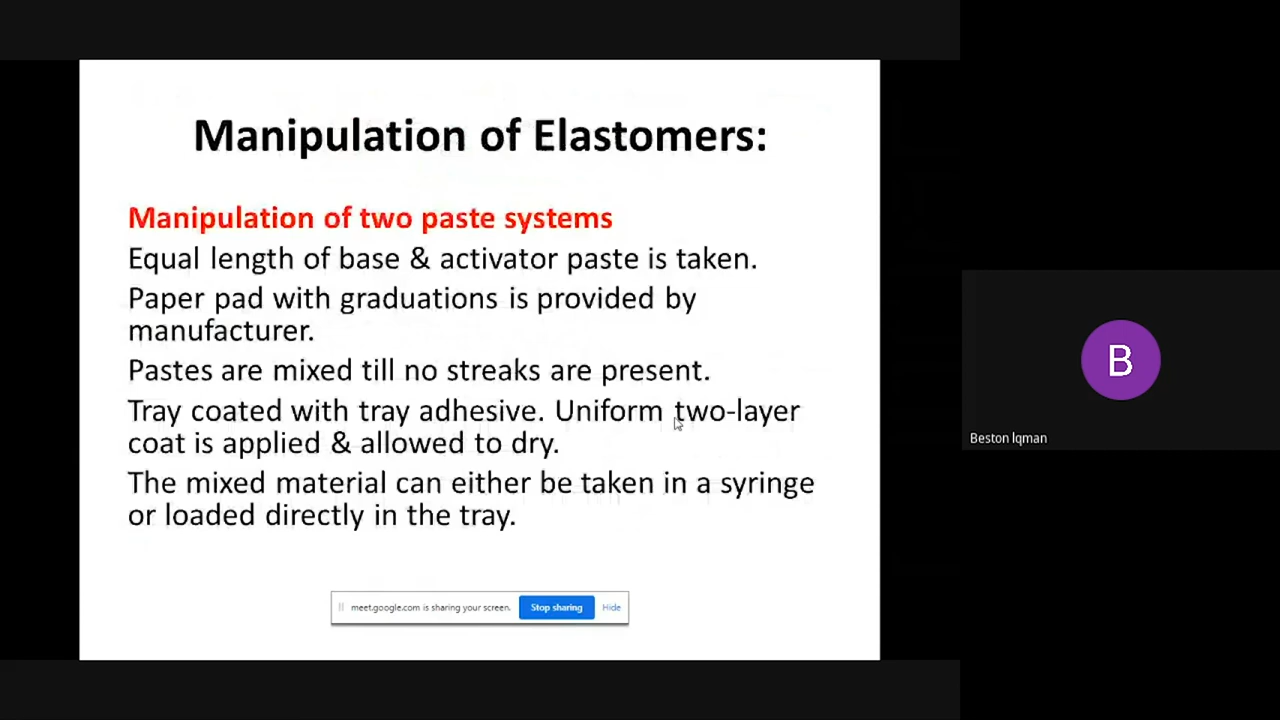 Manipulation of Elastomers:
Manipulation of two paste systems
Equal length of base & activator paste is taken.
Paper pad with graduations is provided by
manufacturer.
Pastes are mixed till no streaks are present.
Tray coated with tray adhesive. Uniform two-layer
coat is applied & allowed to dry.
The mixed material can either be taken in a syringe
or loaded directly in the tray.
meet.google.com is sharing your screen. Stop sharing Hide
B
Beston Iqman